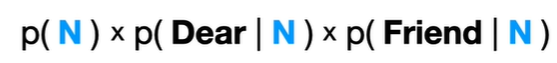 p( N ) x p( Dear | N ) x p( Friend | N )